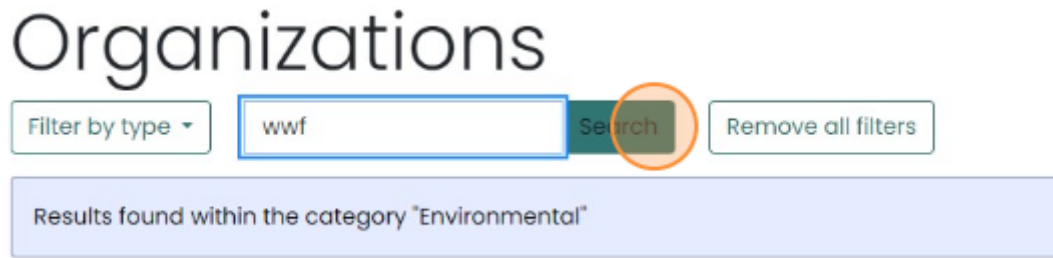 Organizations
Filter by type wwf Search Remove all filters
Results found within the category "Environmental"